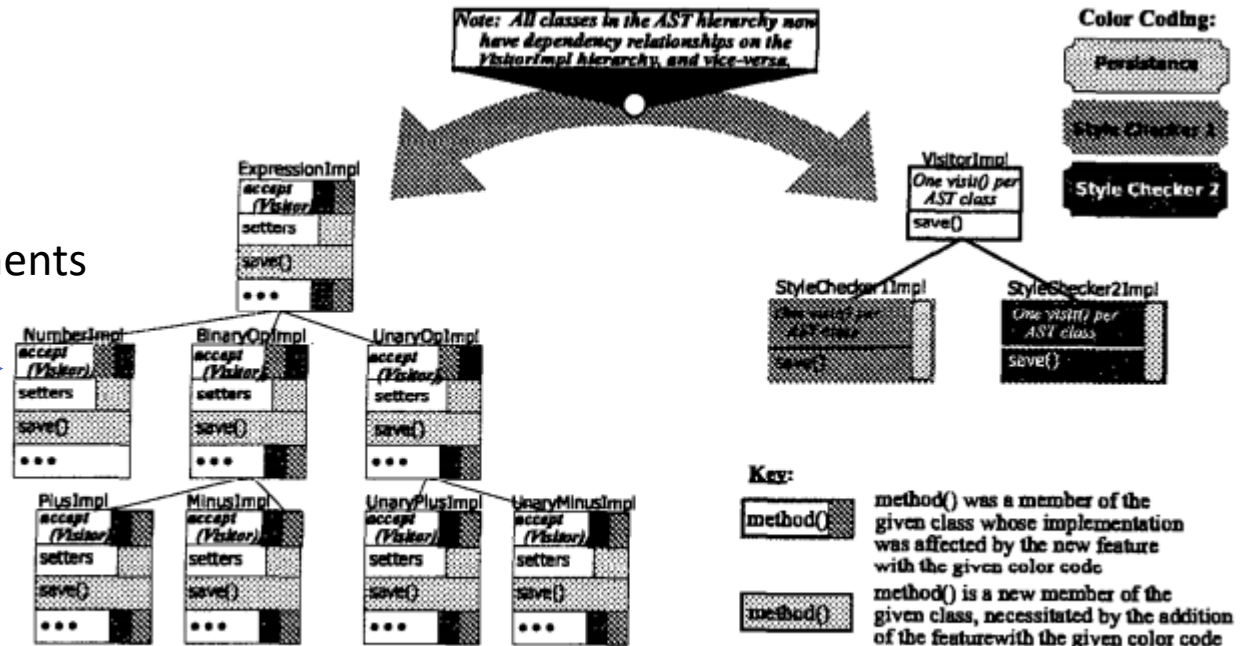 Note: All classes in the AST hierarchy now
have dependency relationships on the
VisitorImpl hierarchy, and vice-versa.
Color Coding:
Persistance
Style Checker 1
Style Checker 2
ExpressionImpl
accept
(Visitor)
setters
save()
•••
ents
NumberImpl
accept
(Visitor)
setters
save()
•••
BinaryOpImpl
accept
(Visitor)
setters
save()
•••
UnaryOpImpl
accept
(Visitor)
setters
save()
•••
PlusImpl
accept
(Visitor)
setters
save()
•••
MinusImpl
accept
(Visitor)
setters
save()
•••
UnaryPlusImpl
accept
(Visitor)
setters
save()
•••
UnaryMinusImpl
accept
(Visitor)
setters
save()
•••
VisitorImpl
One visit() per
AST class
save()
StyleChecker1Impl
One visit() per
AST class
save()
StyleChecker2Impl
One visit() per
AST class
save()
Key:
method()
method() was a member of the
given class whose implementation
was affected by the new feature
with the given color code
method()
method() is a new member of the
given class, necessitated by the addition
of the featurewith the given color code